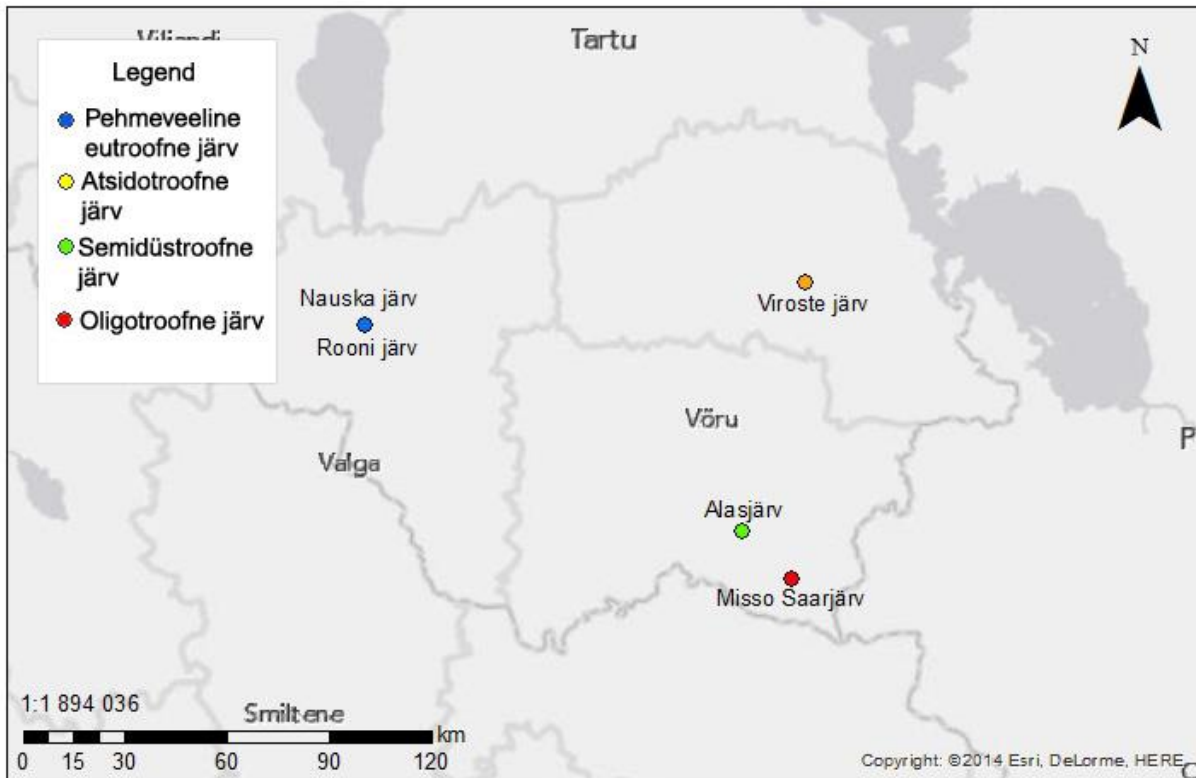 Viljandi
Tartu
N
Legend
Pehmeveeline
eutroofne järv
Atsidotroofne
järv
Semidüstroofne
järv
Oligotroofne järv
Nauska järv
Rooni järv
Viroste järv
Võru
P
Valga
Alasjärv
Misso Saarjärv
1:1 894 036
Smiltene
km
0 15 30 60 90 120
Copyright: ©2014 Esri, DeLorme, HERE